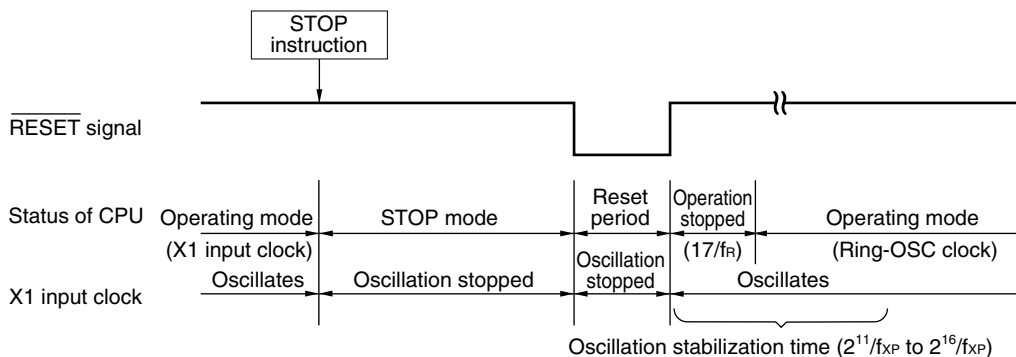 STOP
instruction
RESET signal
Status of CPU
Operating mode
(X1 input clock)
STOP mode
Reset
period
Operation
stopped
(17/fR)
Operating mode
(Ring-OSC clock)
X1 input clock
Oscillates
Oscillation stopped
Oscillation
stopped
Oscillates
Oscillation stabilization time (2¹¹/fXP to 2¹⁶/fXP)